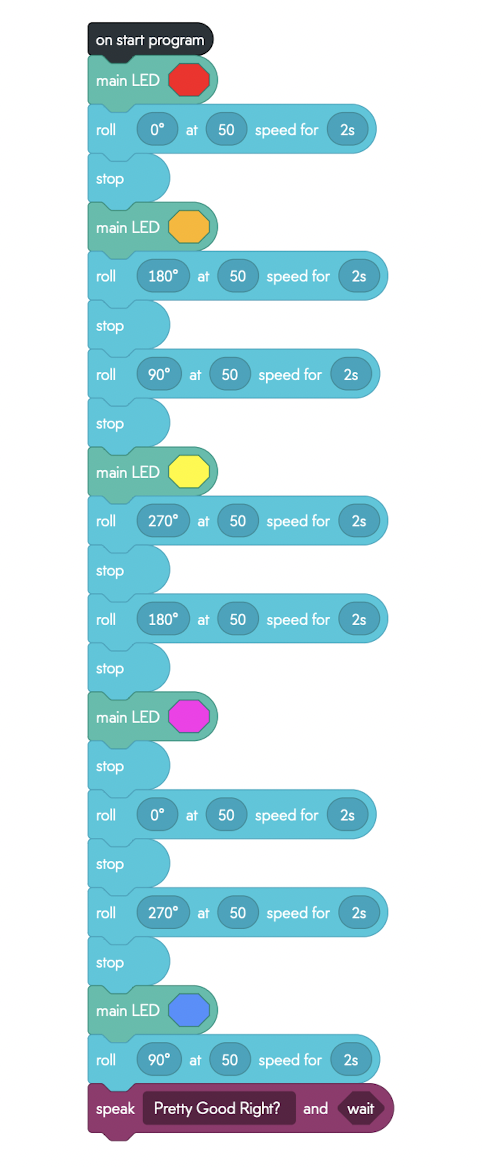 on start program
main LED
roll 0° at 50 speed for 2s
stop
main LED
roll 180° at 50 speed for 2s
stop
roll 90° at 50 speed for 2s
stop
main LED
roll 270° at 50 speed for 2s
stop
roll 180° at 50 speed for 2s
stop
main LED
stop
roll 0° at 50 speed for 2s
stop
roll 270° at 50 speed for 2s
stop
main LED
roll 90° at 50 speed for 2s
speak Pretty Good Right? and wait